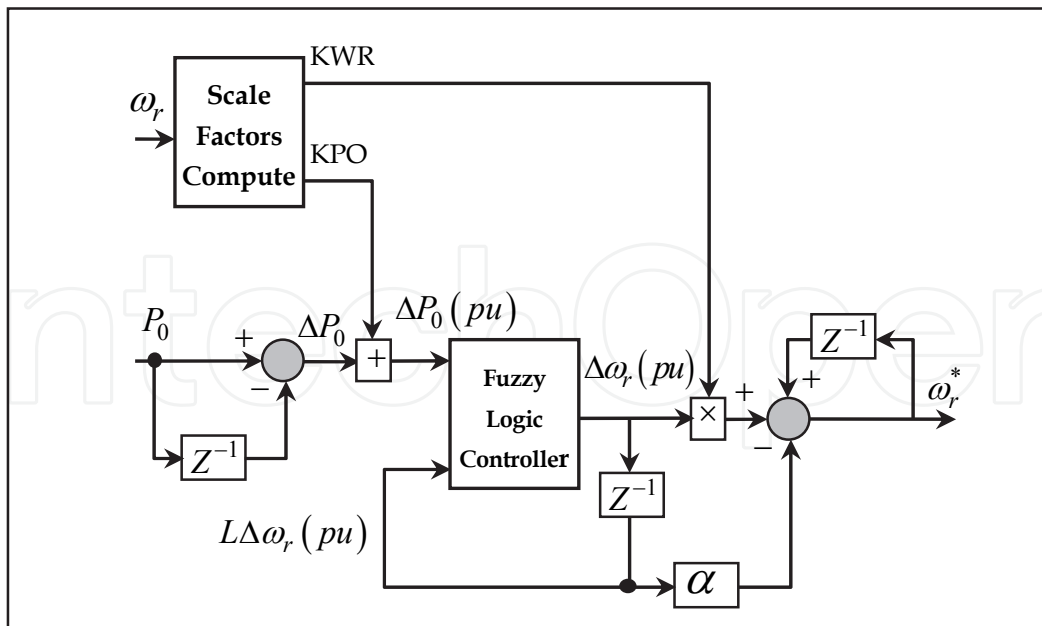 KWR
ω_r
Scale
Factors
Compute
KPO
P_0
+
−
ΔP_0
+
ΔP_0(pu)
Z^{-1}
Fuzzy
Logic
Controller
Δω_r(pu)
×
+
−
+
Z^{-1}
ω_r^*
Z^{-1}
LΔω_r(pu)
α
ntechOpen